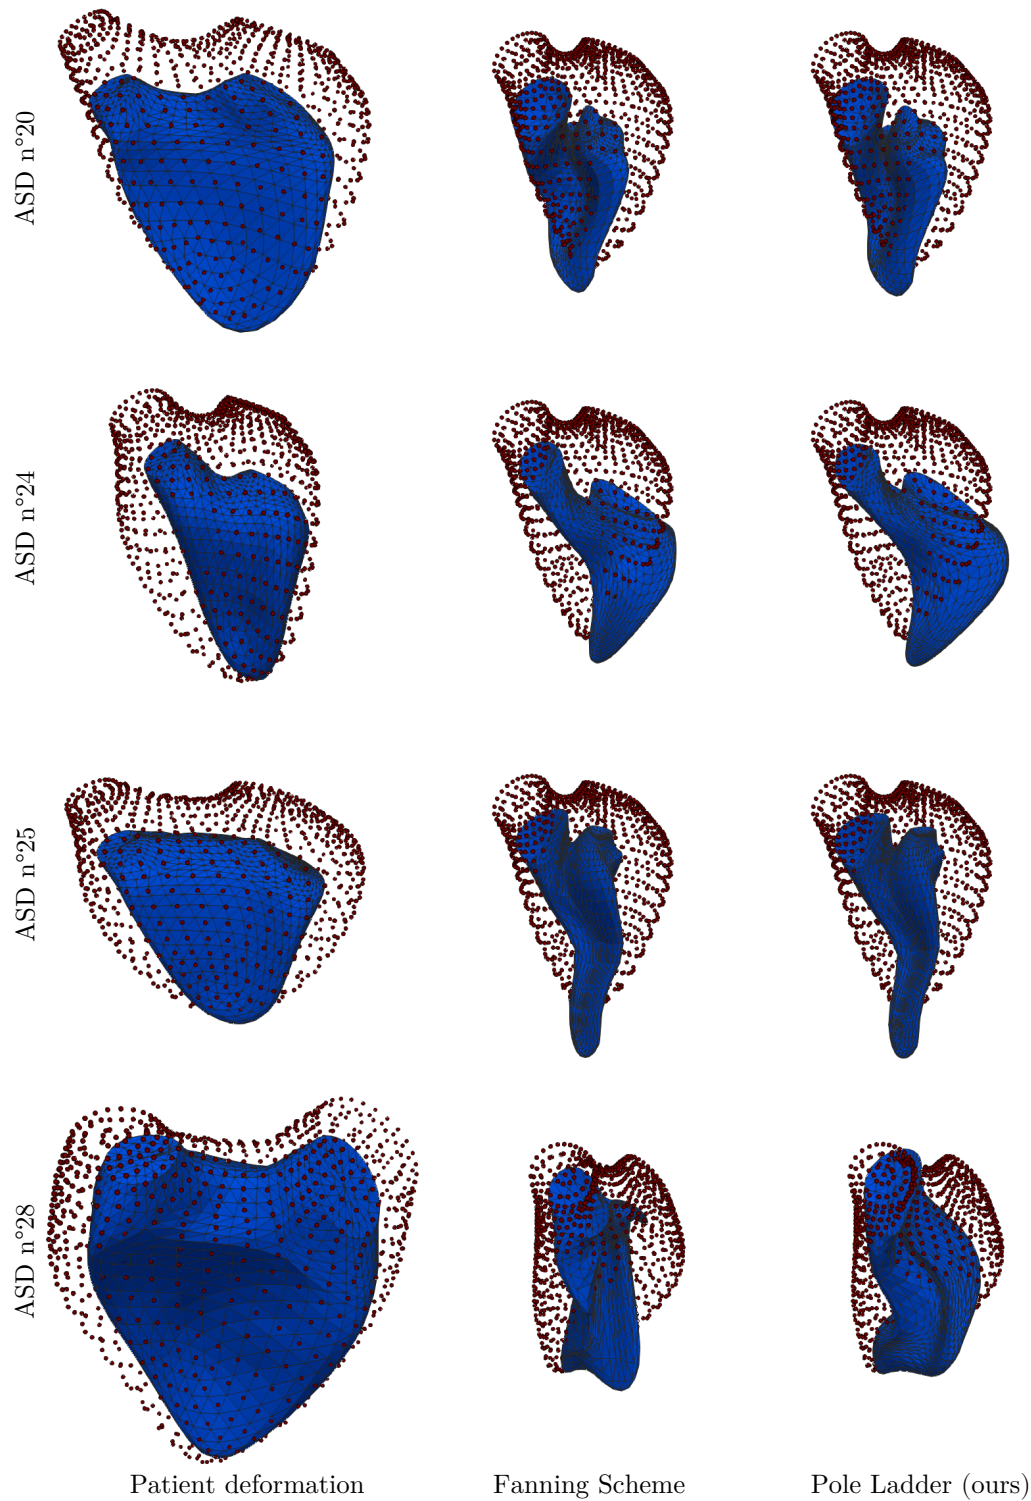 ASD n°20
ASD n°24
ASD n°25
ASD n°28
Patient deformation
Fanning Scheme
Pole Ladder (ours)